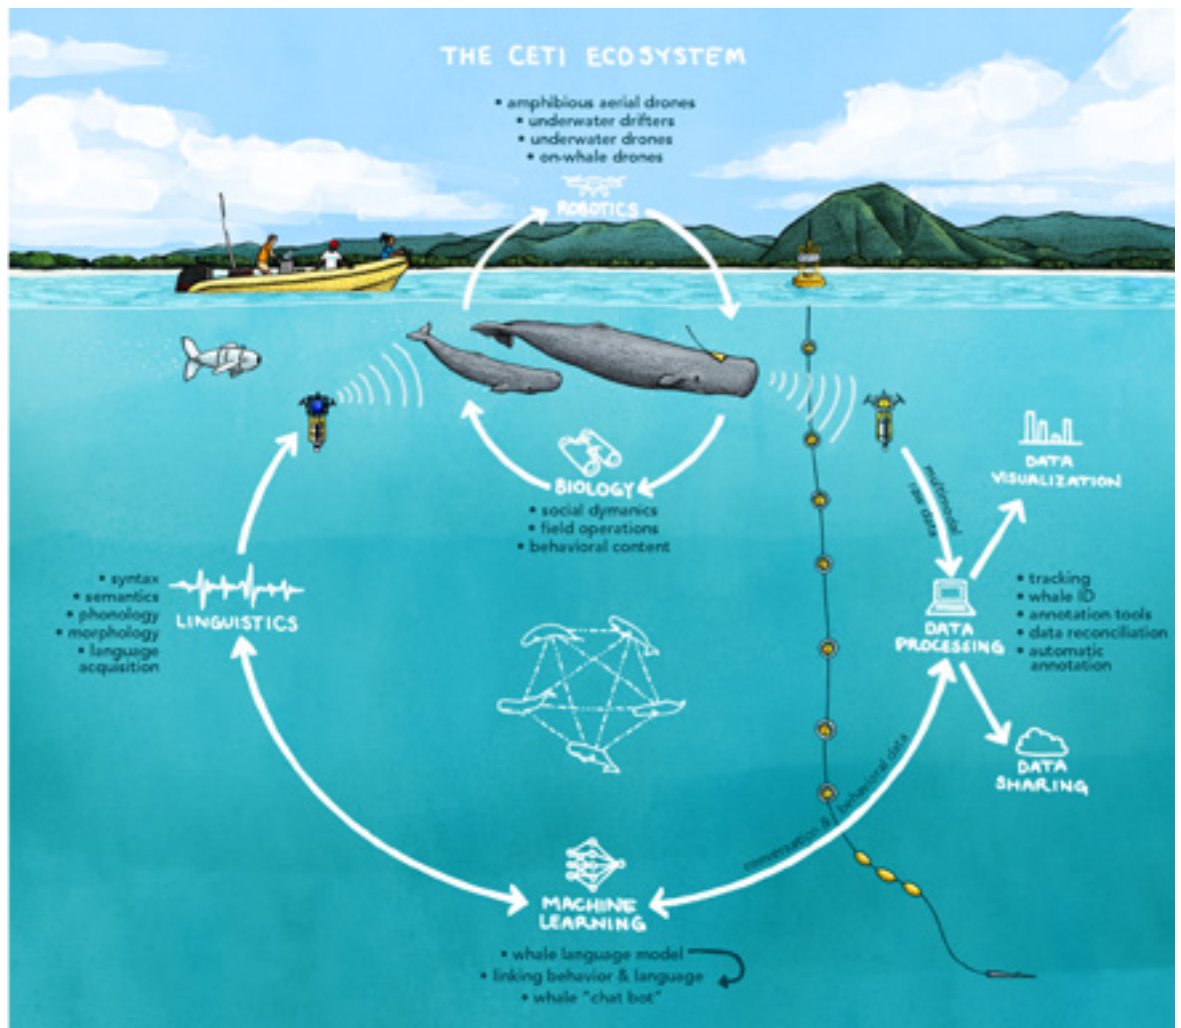 THE CETI ECOSYSTEM
• amphibious aerial drones
• underwater drifters
• underwater drones
• on-whale drones
ROBOTICS
BIOLOGY
• social dymanics
• field operations
• behavioral content
multimodel
raw data
DATA
VISUALIZATION
• syntax
• semantics
• phonology
• morphology
• language
acquisition
LINGUISTICS
DATA
PROCESSING
• tracking
• whale ID
• annotation tools
• data reconciliation
• automatic
annotation
DATA
SHARING
conversation & behavioral data
MACHINE
LEARNING
• whale language model
• linking behavior & language
• whale "chat bot"